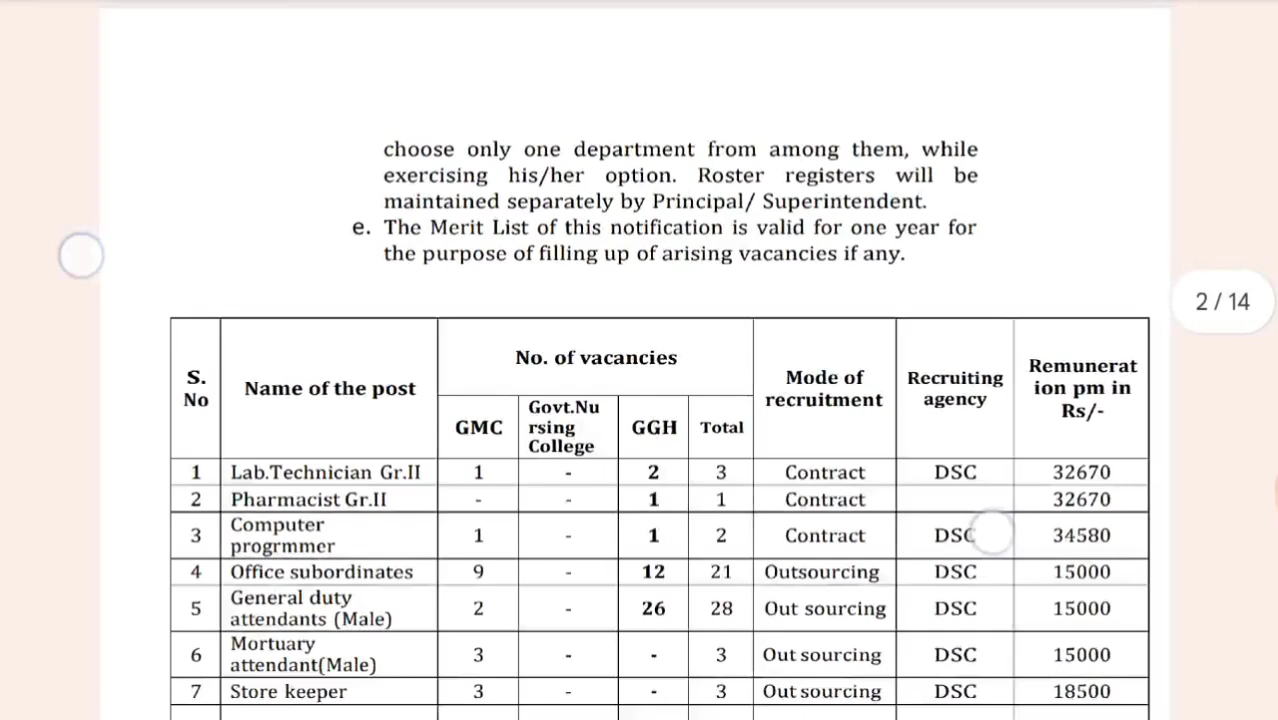 choose only one department from among them, while
exercising his/her option. Roster registers will be
maintained separately by Principal/ Superintendent.
e. The Merit List of this notification is valid for one year for
the purpose of filling up of arising vacancies if any.
2 / 14
S. No
Name of the post
No. of vacancies
Mode of recruitment
Recruiting agency
Remunerat ion pm in Rs/-
GMC
Govt.Nu rsing College
GGH
Total
1 Lab.Technician Gr.II 1 - 2 3 Contract DSC 32670
2 Pharmacist Gr.II - - 1 1 Contract 32670
3 Computer progrmmer 1 - 1 2 Contract DSC 34580
4 Office subordinates 9 - 12 21 Outsourcing DSC 15000
5 General duty attendants (Male) 2 - 26 28 Out sourcing DSC 15000
6 Mortuary attendant(Male) 3 - - 3 Out sourcing DSC 15000
7 Store keeper 3 - - 3 Out sourcing DSC 18500